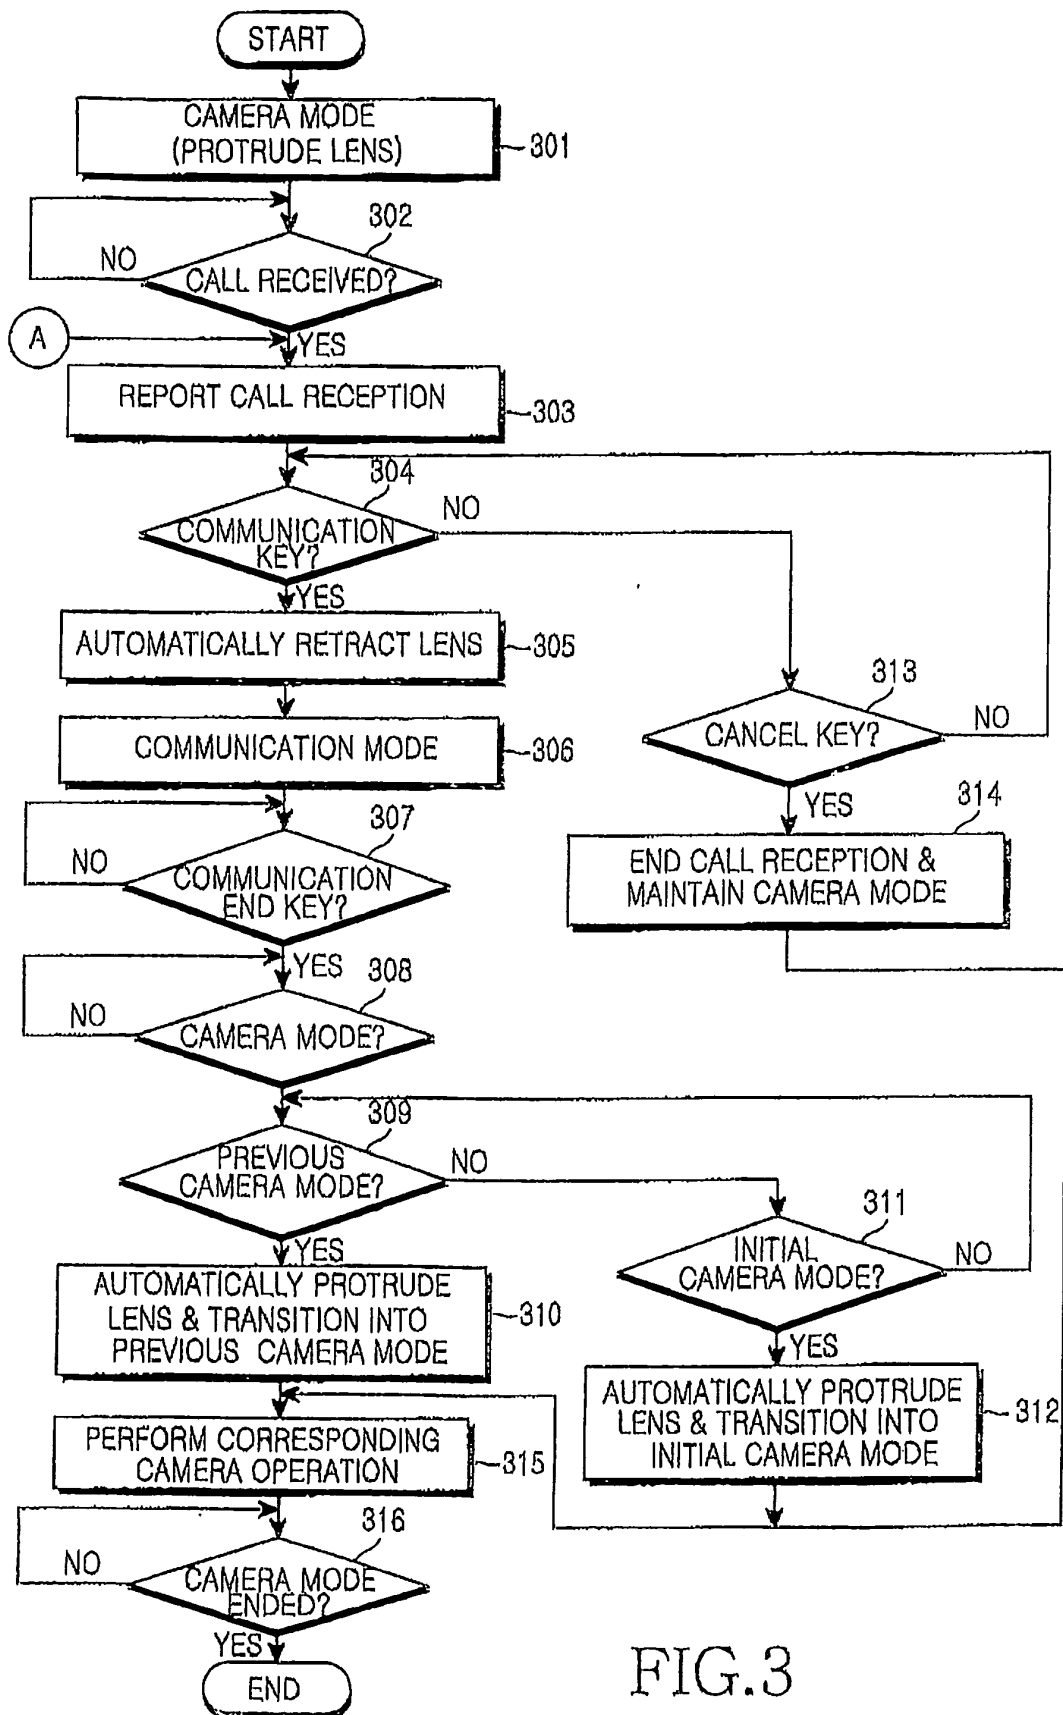 START
CAMERA MODE
(PROTRUDE LENS)
301
302
NO
CALL RECEIVED?
A
YES
REPORT CALL RECEPTION
303
304
NO
COMMUNICATION
KEY?
YES
AUTOMATICALLY RETRACT LENS
305
313
CANCEL KEY?
NO
COMMUNICATION MODE
306
YES
314
307
NO
COMMUNICATION
END KEY?
END CALL RECEPTION &
MAINTAIN CAMERA MODE
YES
308
NO
CAMERA MODE?
309
PREVIOUS
CAMERA MODE?
NO
311
INITIAL
CAMERA MODE?
NO
YES
AUTOMATICALLY PROTRUDE
LENS & TRANSITION INTO
PREVIOUS CAMERA MODE
310
YES
AUTOMATICALLY PROTRUDE
LENS & TRANSITION INTO
INITIAL CAMERA MODE
312
PERFORM CORRESPONDING
CAMERA OPERATION
315
316
NO
CAMERA MODE
ENDED?
YES
END
FIG.3